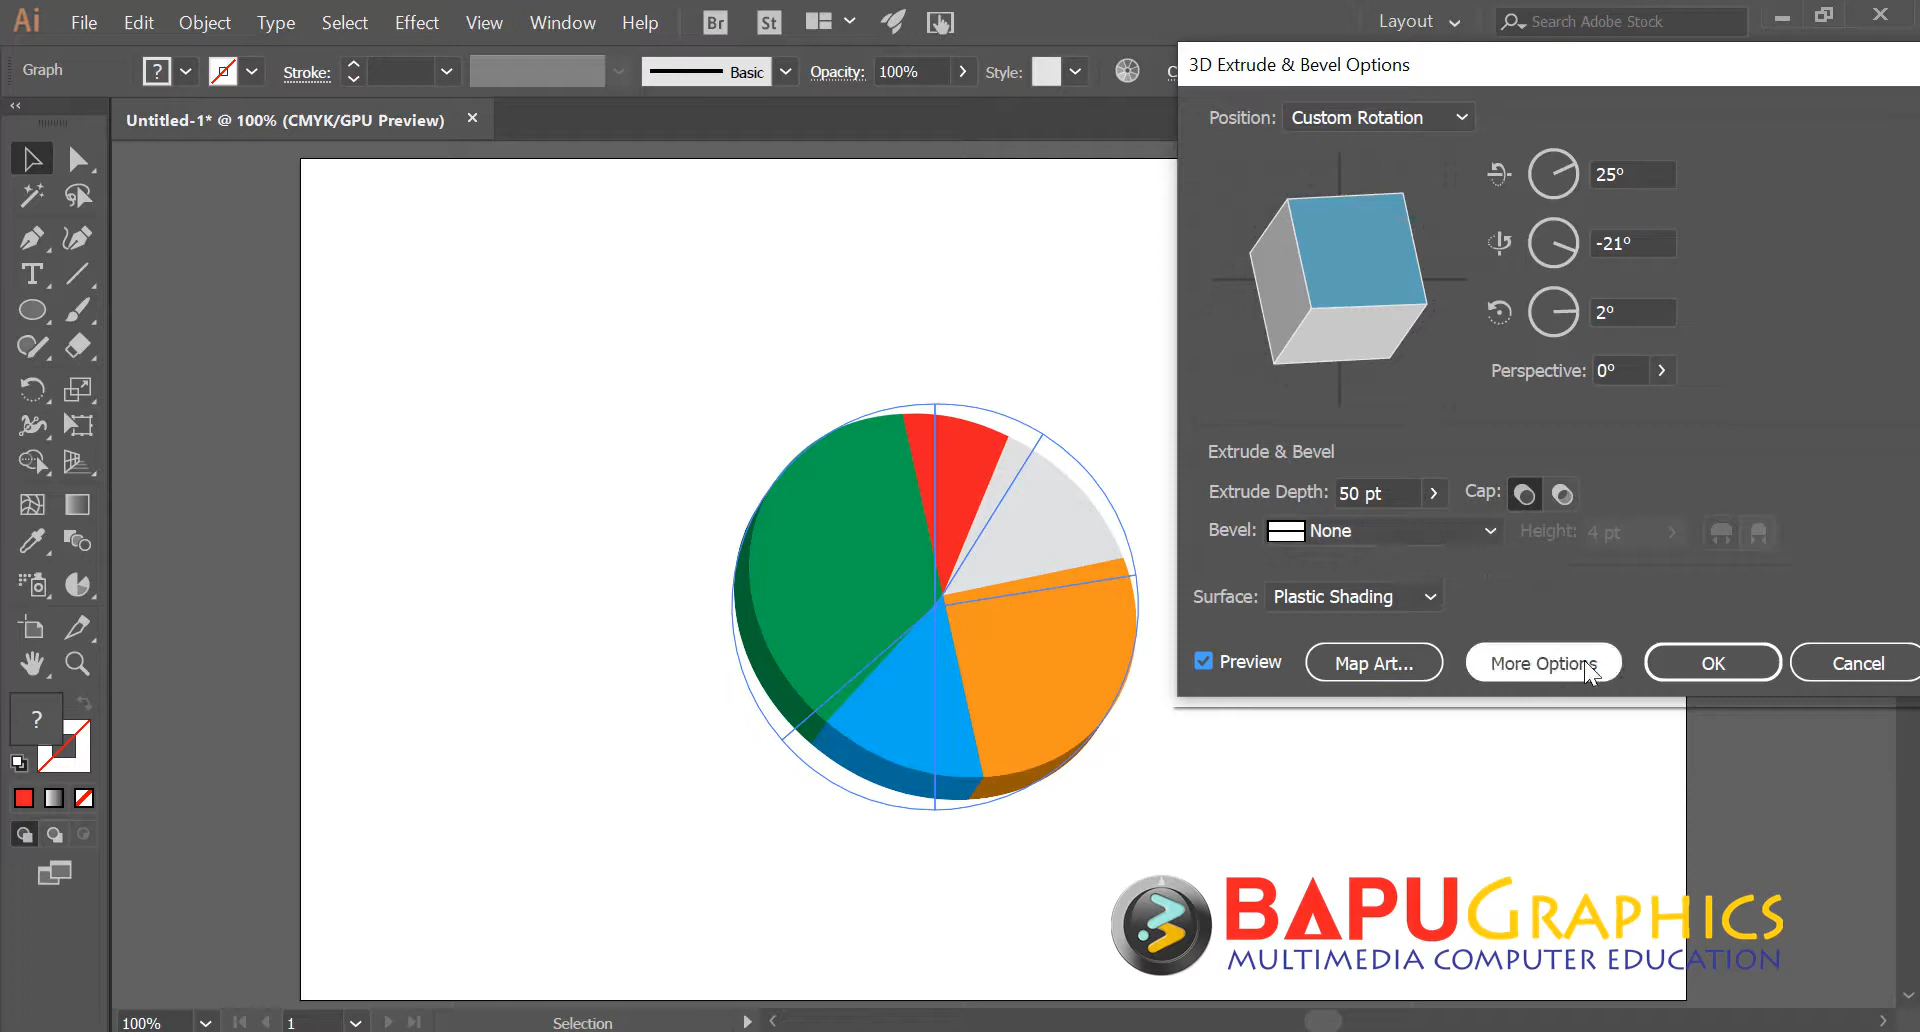 Ai File Edit Object Type Select Effect View Window Help Br St Layout Search Adobe Stock
Graph ? Stroke: Basic Opacity: 100% Style:
Untitled-1* @ 100% (CMYK/GPU Preview) ×
3D Extrude & Bevel Options
Position: Custom Rotation
25°
-21°
2°
Perspective: 0°
Extrude & Bevel
Extrude Depth: 50 pt Cap:
Bevel: None Height: 4 pt
Surface: Plastic Shading
Preview Map Art... More Options OK Cancel
?
BAPU GRAPHICS
MULTIMEDIA COMPUTER EDUCATION
100% 1 Selection